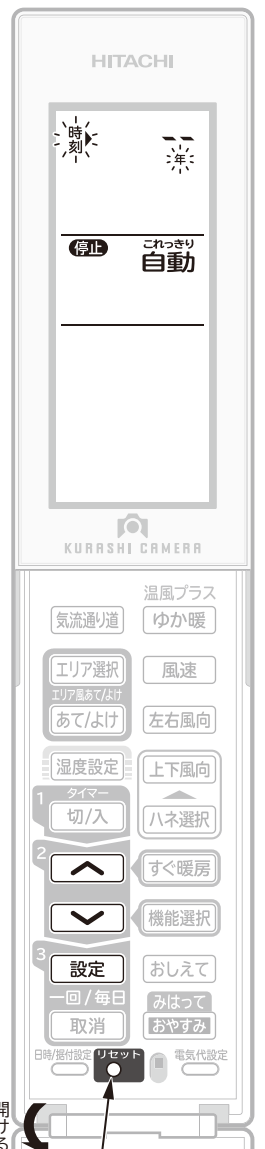 HITACHI
時刻
年
停止
これっきり
自動
KURASHI CAMERA
温風プラス
気流通り道 ゆか暖
エリア選択 風速
エリア風あて/よけ
あて/よけ 左右風向
湿度設定 上下風向
1 タイマー
切/入 ハネ選択
2 すぐ暖房
機能選択
3
設定 おしえて
一回/毎日 みはって
取消 おやすみ
日時/据付設定 リセット 電気代設定
開ける